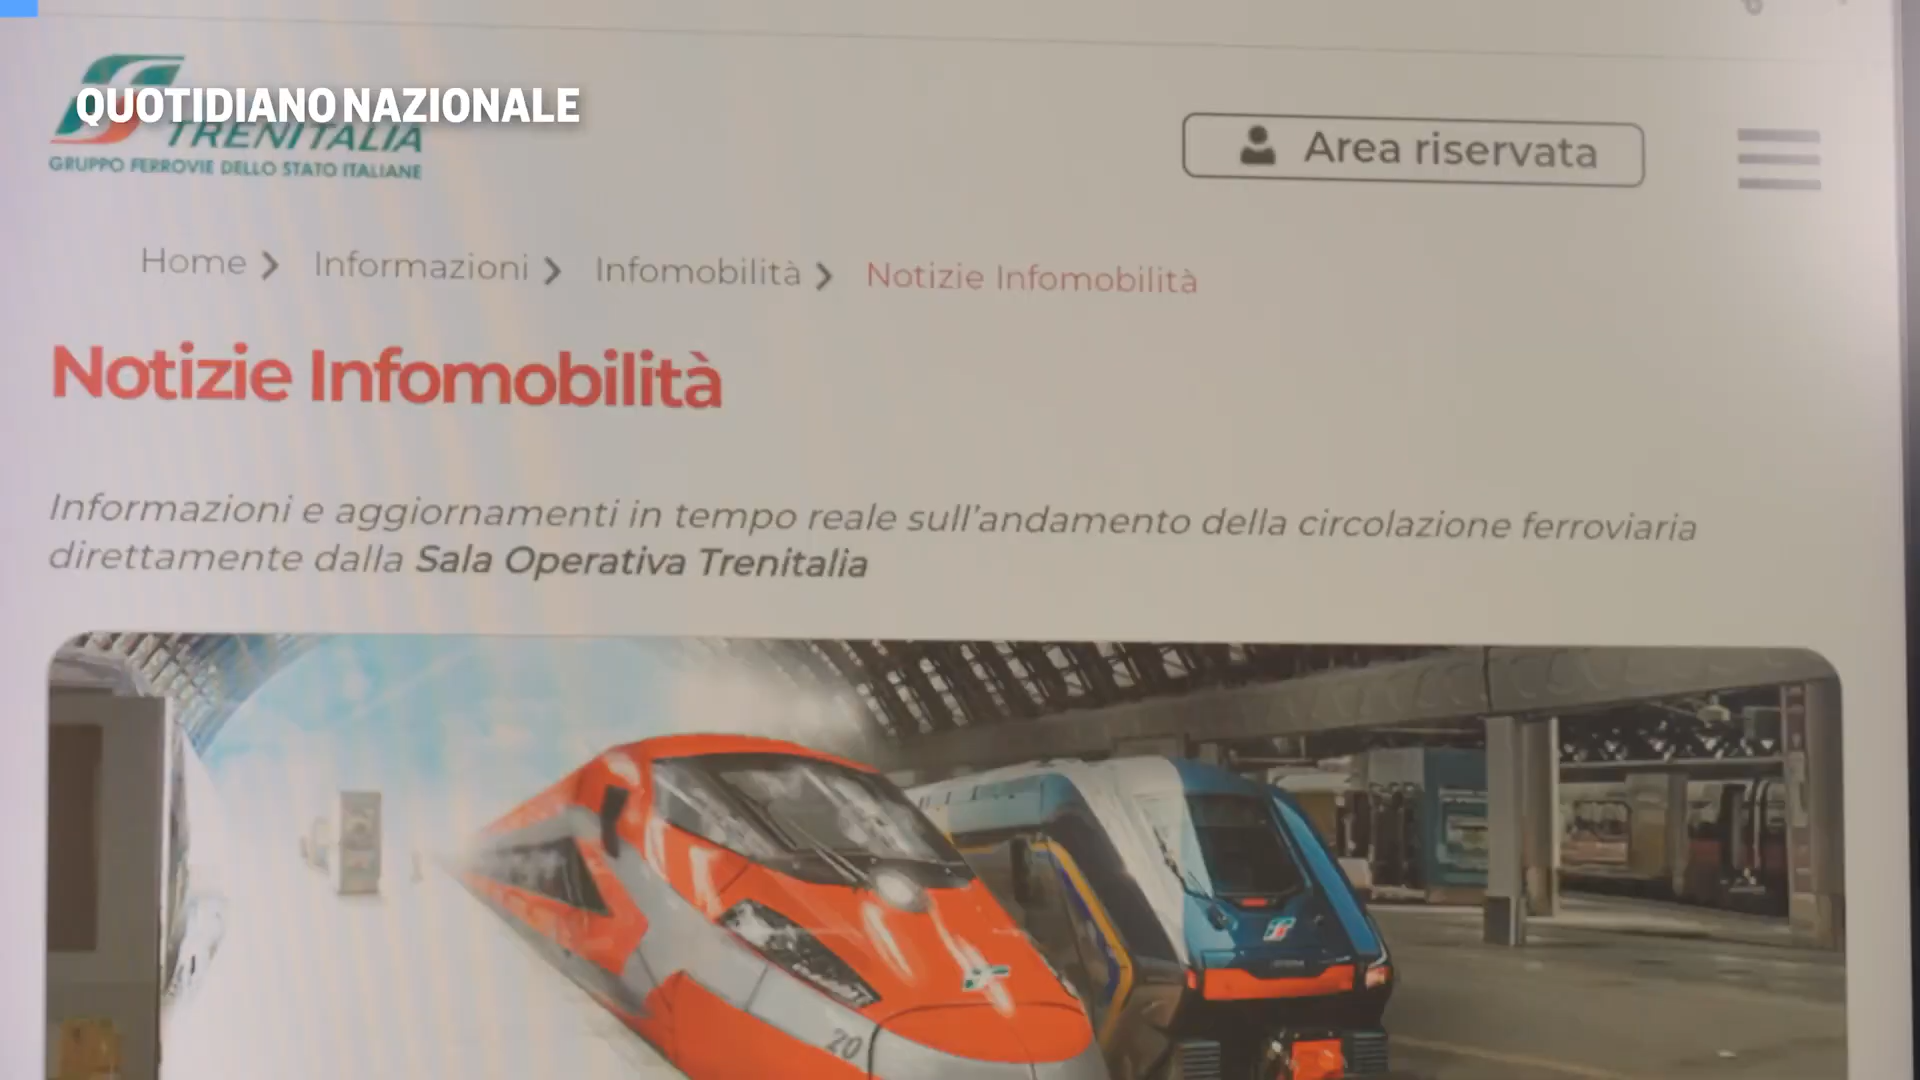 QUOTIDIANO NAZIONALE
TRENITALIA
GRUPPO FERROVIE DELLO STATO ITALIANE
Area riservata
Home > Informazioni > Infomobilità > Notizie Infomobilità
Notizie Infomobilità
Informazioni e aggiornamenti in tempo reale sull'andamento della circolazione ferroviaria
direttamente dalla Sala Operativa Trenitalia
20